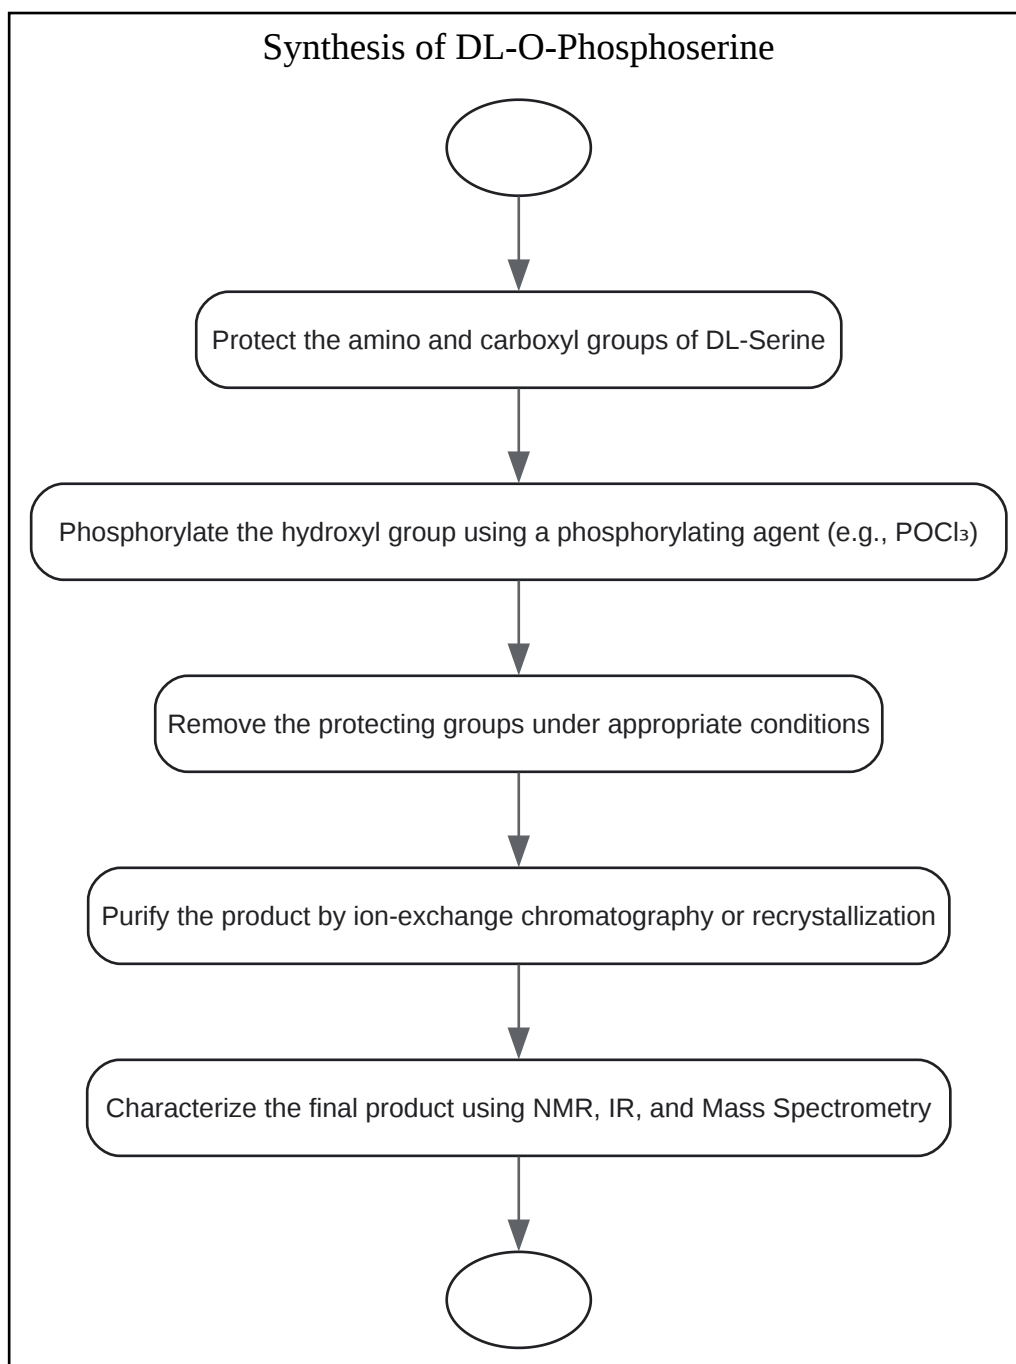 Synthesis of DL-O-Phosphoserine
Protect the amino and carboxyl groups of DL-Serine
Phosphorylate the hydroxyl group using a phosphorylating agent (e.g., POCl₃)
Remove the protecting groups under appropriate conditions
Purify the product by ion-exchange chromatography or recrystallization
Characterize the final product using NMR, IR, and Mass Spectrometry